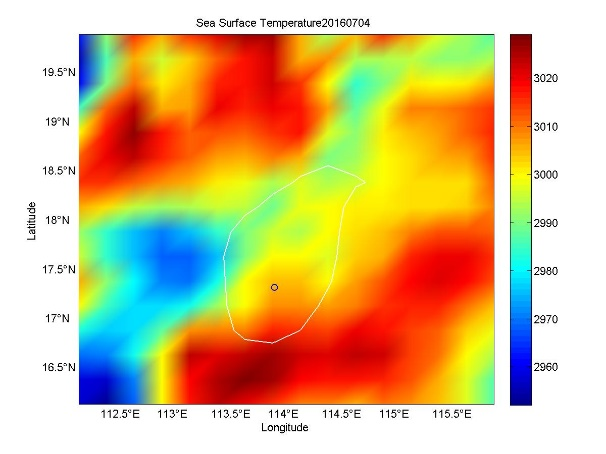 Sea Surface Temperature20160704
19.5°N
19°N
18.5°N
18°N
17.5°N
17°N
16.5°N
Latitude
112.5°E 113°E 113.5°E 114°E 114.5°E 115°E 115.5°E
Longitude
3020
3010
3000
2990
2980
2970
2960